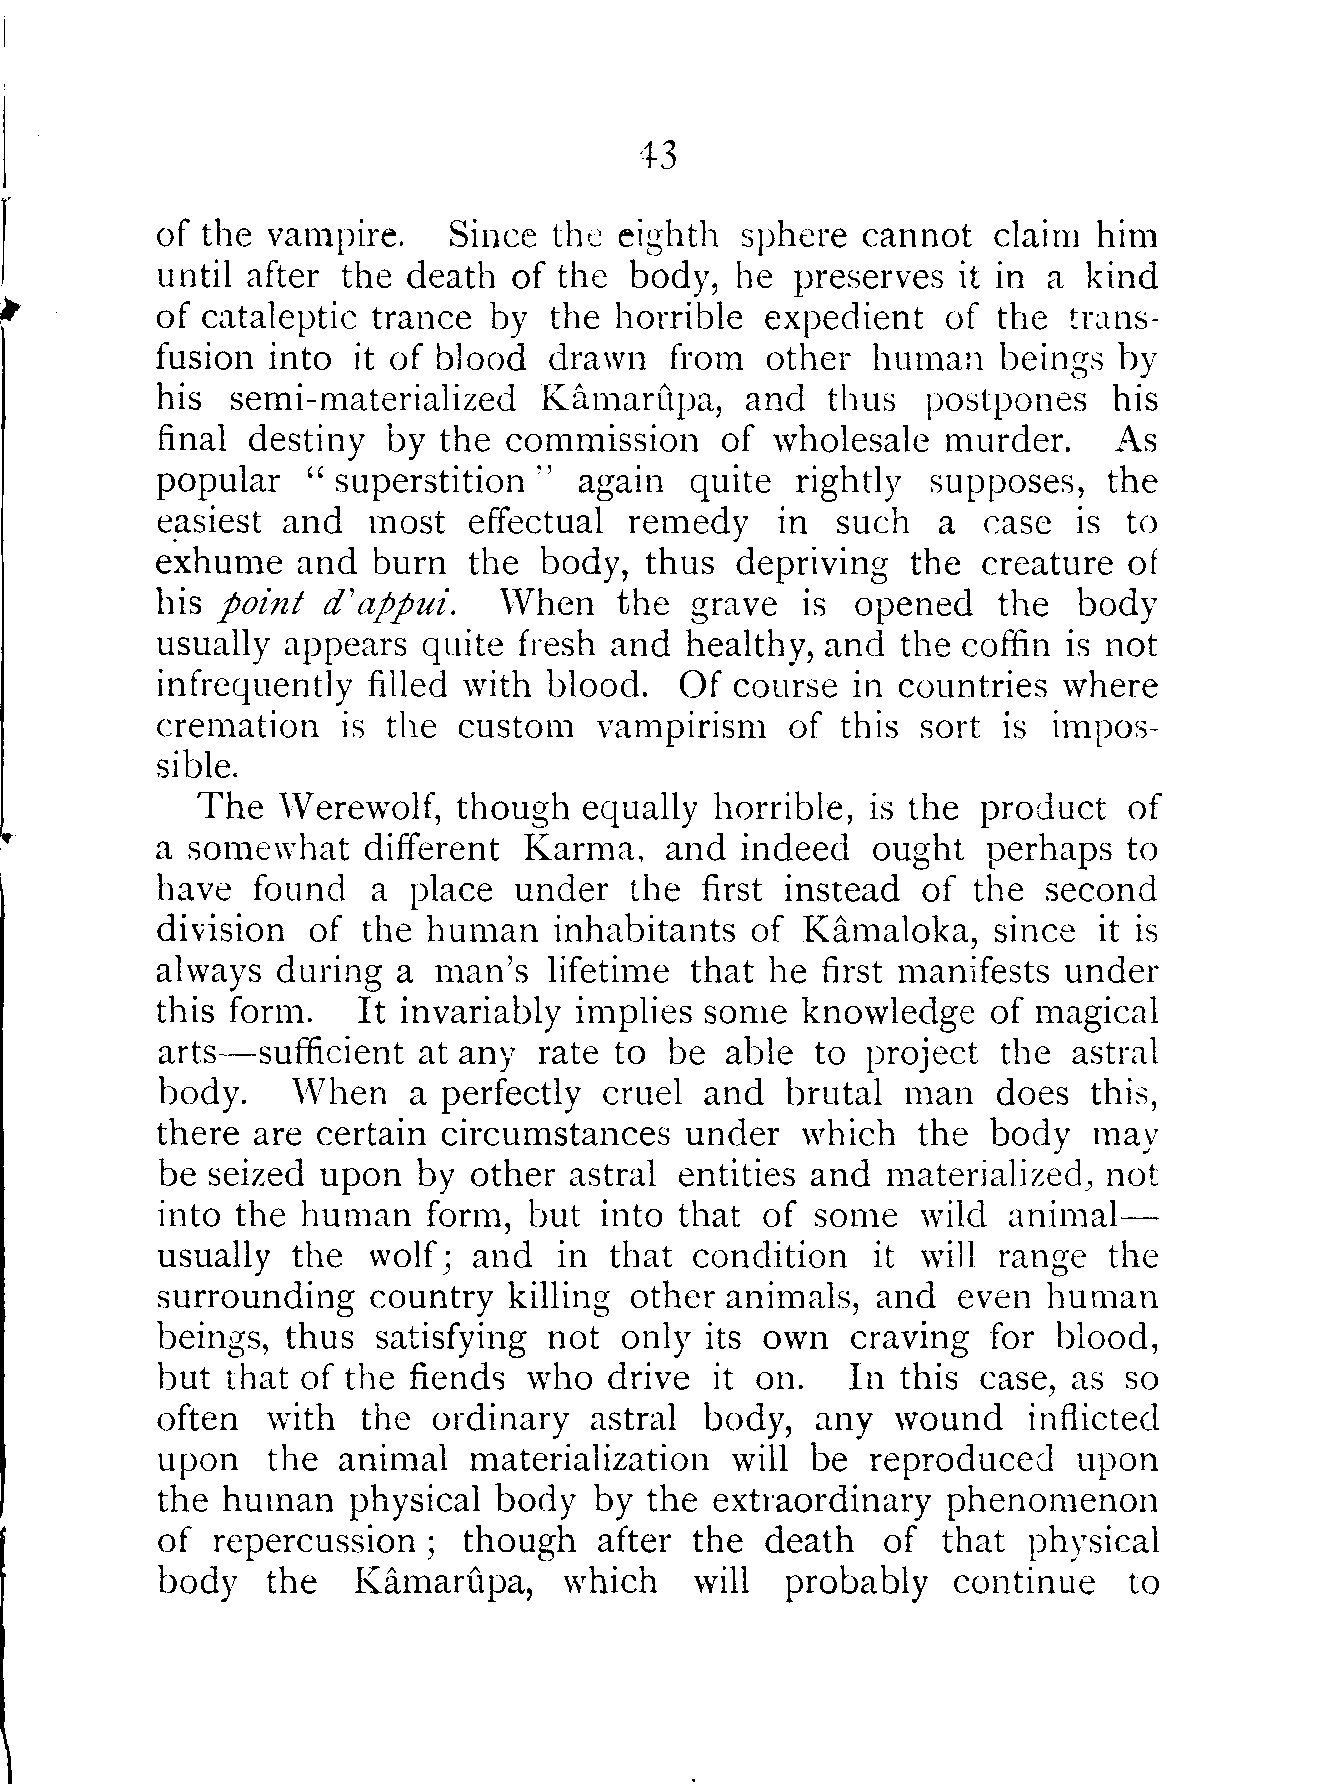 43
of the vampire. Since the eighth sphere cannot claim him
until after the death of the body, he preserves it in a kind
of cataleptic trance by the horrible expedient of the trans-
fusion into it of blood drawn from other human beings by
his semi-materialized Kâmarûpa, and thus postpones his
final destiny by the commission of wholesale murder. As
popular “ superstition ” again quite rightly supposes, the
easiest and most effectual remedy in such a case is to
exhume and burn the body, thus depriving the creature of
his point d'appui. When the grave is opened the body
usually appears quite fresh and healthy, and the coffin is not
infrequently filled with blood. Of course in countries where
cremation is the custom vampirism of this sort is impos-
sible.
The Werewolf, though equally horrible, is the product of
a somewhat different Karma, and indeed ought perhaps to
have found a place under the first instead of the second
division of the human inhabitants of Kâmaloka, since it is
always during a man's lifetime that he first manifests under
this form. It invariably implies some knowledge of magical
arts—sufficient at any rate to be able to project the astral
body. When a perfectly cruel and brutal man does this,
there are certain circumstances under which the body may
be seized upon by other astral entities and materialized, not
into the human form, but into that of some wild animal—
usually the wolf; and in that condition it will range the
surrounding country killing other animals, and even human
beings, thus satisfying not only its own craving for blood,
but that of the fiends who drive it on. In this case, as so
often with the ordinary astral body, any wound inflicted
upon the animal materialization will be reproduced upon
the human physical body by the extraordinary phenomenon
of repercussion ; though after the death of that physical
body the Kâmarûpa, which will probably continue to